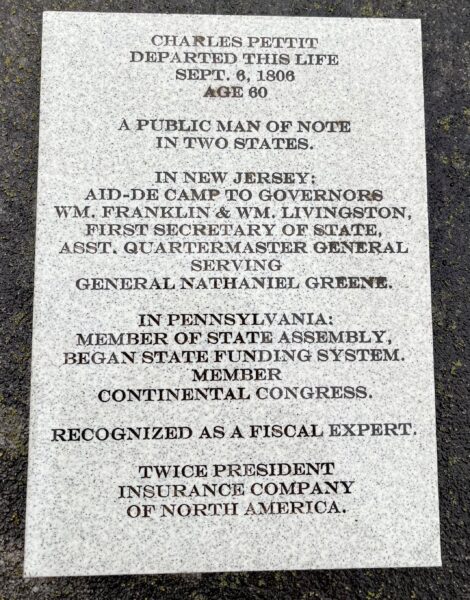 CHARLES PETTIT
DEPARTED THIS LIFE
SEPT. 6, 1806
AGE 60
A PUBLIC MAN OF NOTE
IN TWO STATES.
IN NEW JERSEY:
AID-DE CAMP TO GOVERNORS
WM. FRANKLIN & WM. LIVINGSTON,
FIRST SECRETARY OF STATE,
ASST. QUARTERMASTER GENERAL
SERVING
GENERAL NATHANIEL GREENE.
IN PENNSYLVANIA:
MEMBER OF STATE ASSEMBLY,
BEGAN STATE FUNDING SYSTEM.
MEMBER
CONTINENTAL CONGRESS.
RECOGNIZED AS A FISCAL EXPERT.
TWICE PRESIDENT
INSURANCE COMPANY
OF NORTH AMERICA.